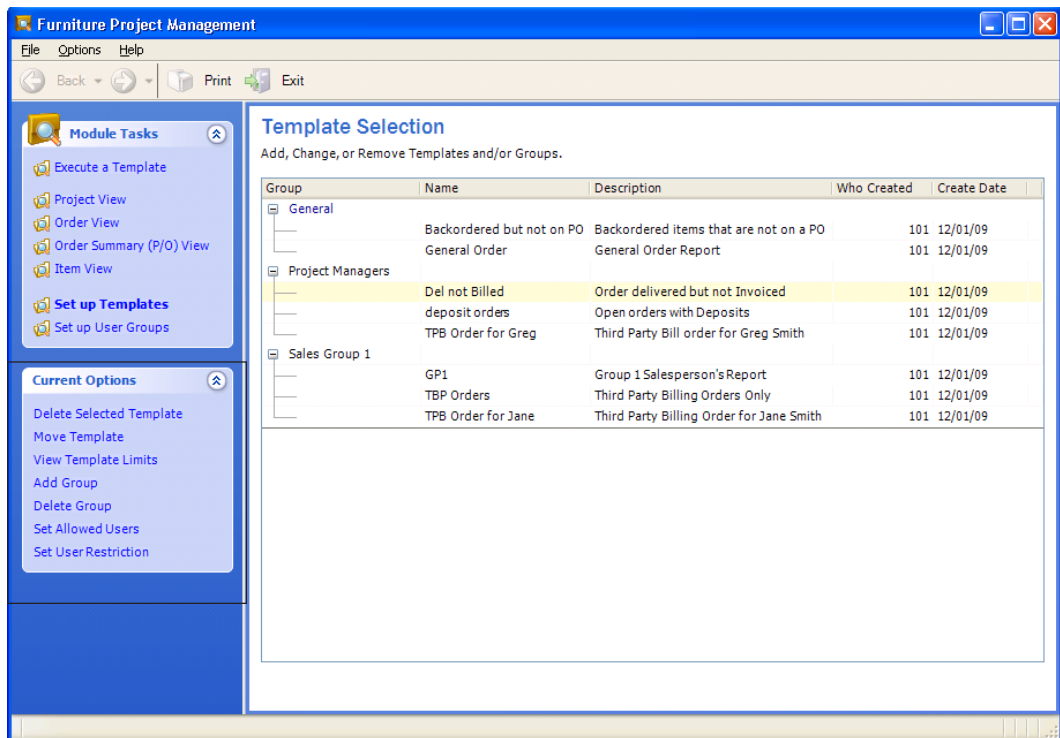 Furniture Project Management
File Options Help
Back Print Exit
Module Tasks
Execute a Template
Project View
Order View
Order Summary (P/O) View
Item View
Set up Templates
Set up User Groups
Current Options
Delete Selected Template
Move Template
View Template Limits
Add Group
Delete Group
Set Allowed Users
Set User Restriction
Template Selection
Add, Change, or Remove Templates and/or Groups.
Group Name Description Who Created Create Date
General
Backordered but not on PO Backordered items that are not on a PO 101 12/01/09
General Order General Order Report 101 12/01/09
Project Managers
Del not Billed Order delivered but not Invoiced 101 12/01/09
deposit orders Open orders with Deposits 101 12/01/09
TPB Order for Greg Third Party Bill order for Greg Smith 101 12/01/09
Sales Group 1
GP1 Group 1 Salesperson's Report 101 12/01/09
TBP Orders Third Party Billing Orders Only 101 12/01/09
TPB Order for Jane Third Party Billing Order for Jane Smith 101 12/01/09